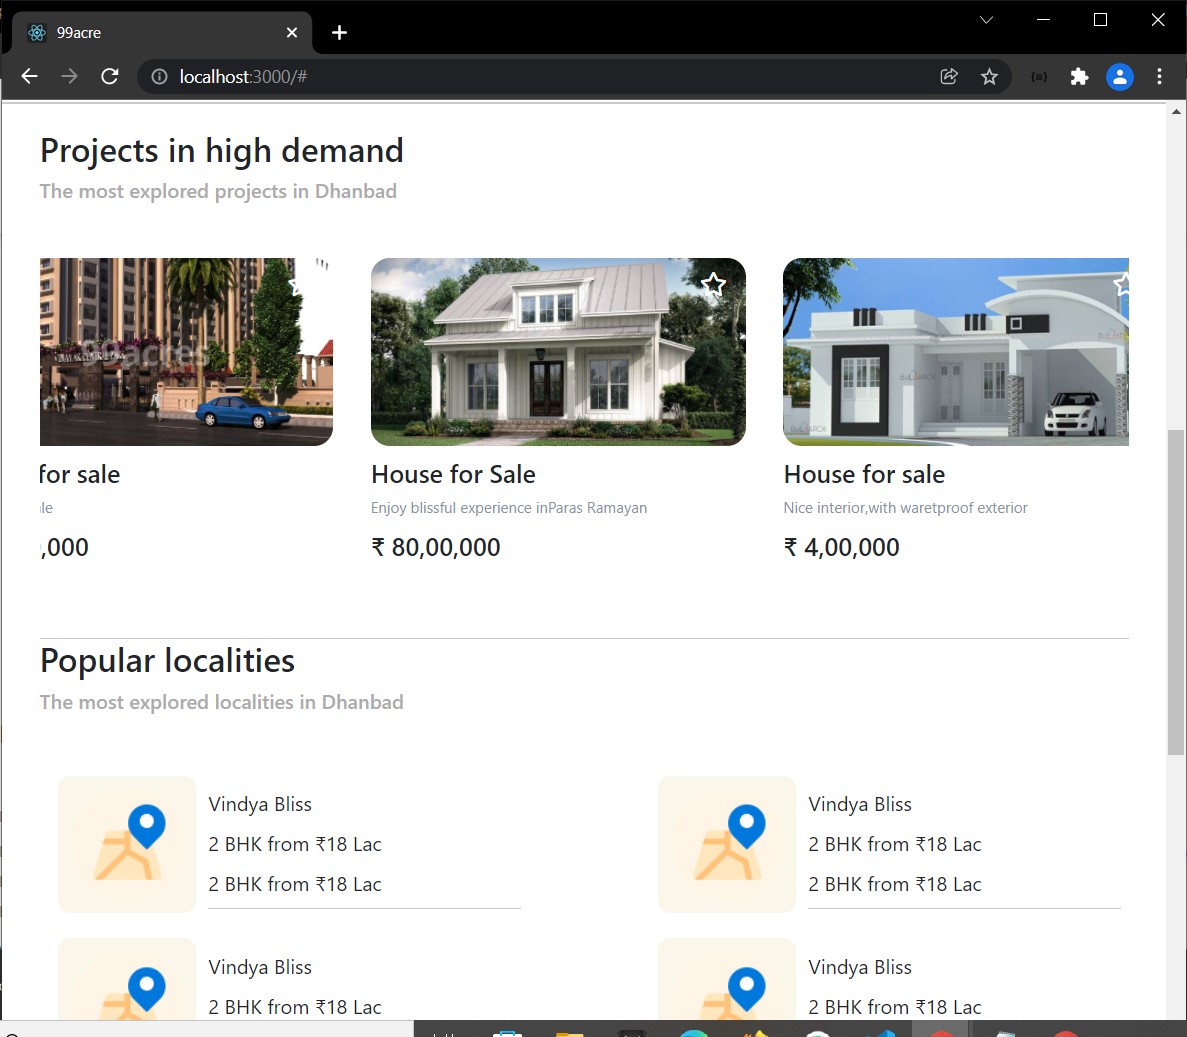 99acre
localhost:3000/#
Projects in high demand
The most explored projects in Dhanbad
99acres
for sale
House for Sale
House for sale
Enjoy blissful experience inParas Ramayan
Nice interior,with waretproof exterior
,000
₹ 80,00,000
₹ 4,00,000
Popular localities
The most explored localities in Dhanbad
Vindya Bliss
2 BHK from ₹18 Lac
2 BHK from ₹18 Lac
Vindya Bliss
2 BHK from ₹18 Lac
2 BHK from ₹18 Lac
Vindya Bliss
2 BHK from ₹18 Lac
Vindya Bliss
2 BHK from ₹18 Lac